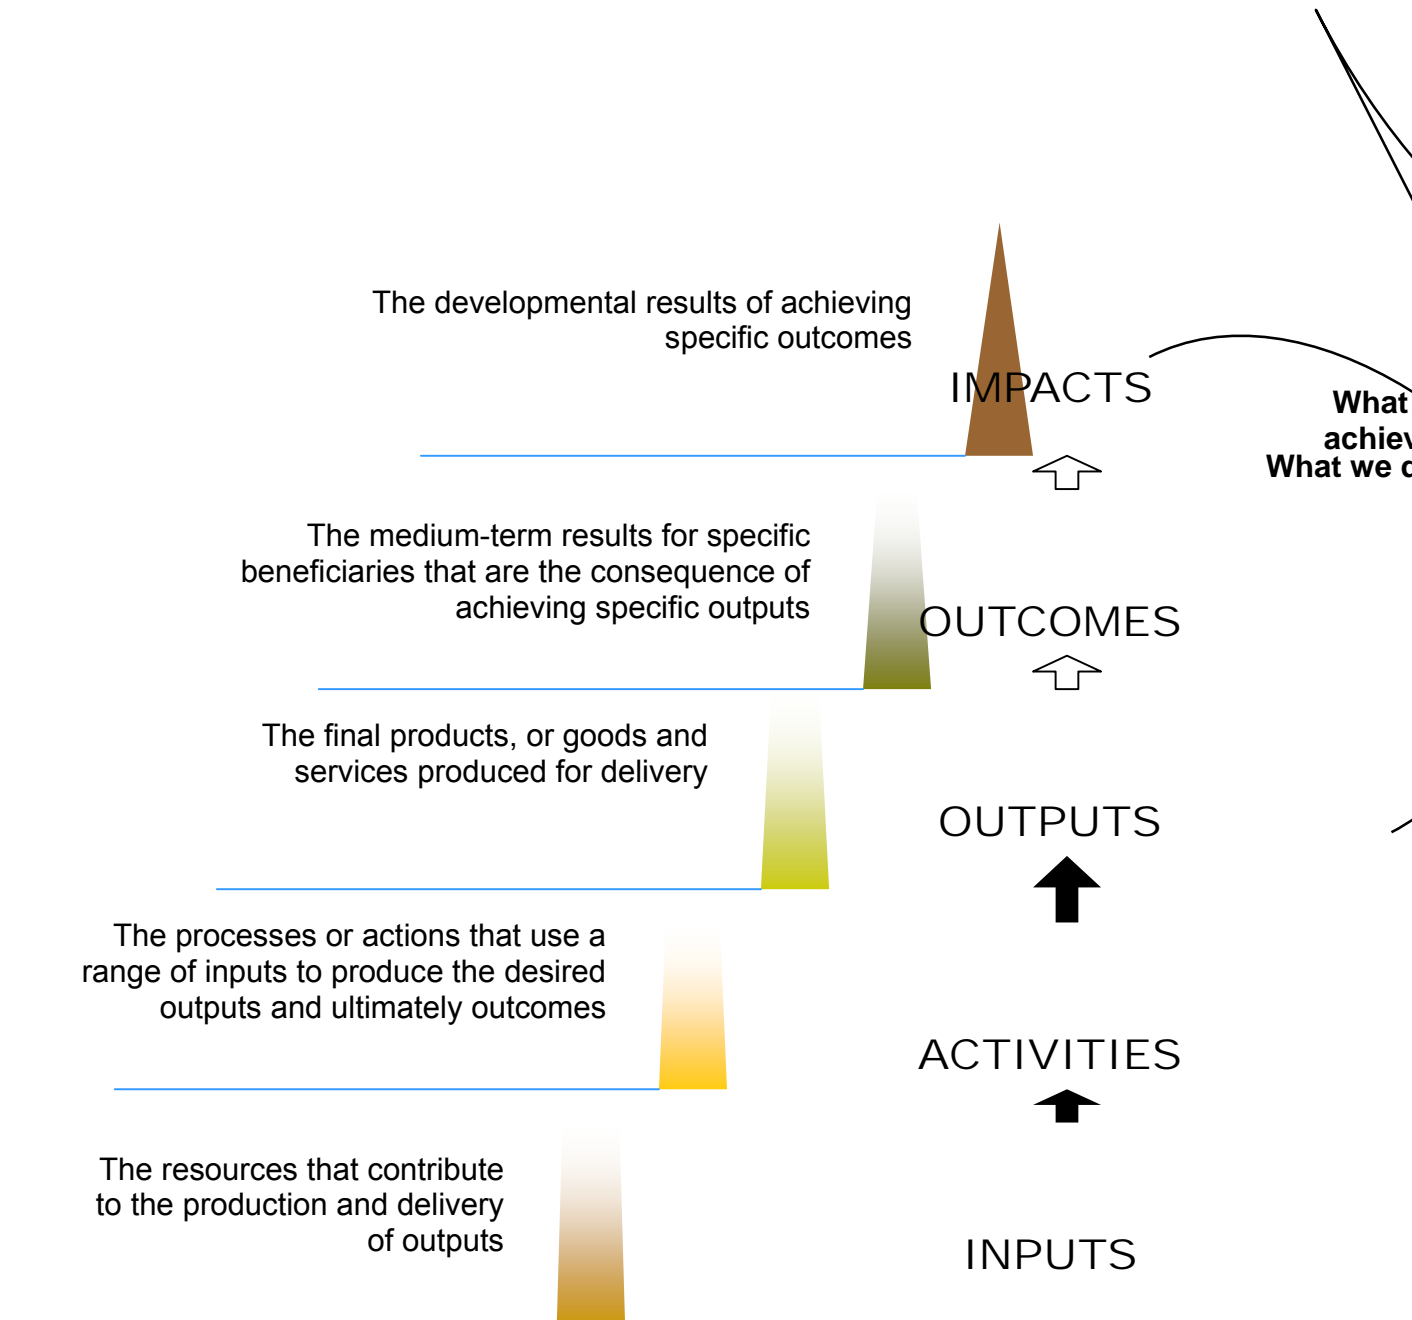 The developmental results of achieving
specific outcomes
IMPACTS
What
What we
The medium-term results for specific
beneficiaries that are the consequence of
achieving specific outputs
OUTCOMES
The final products, or goods and
services produced for delivery
OUTPUTS
The processes or actions that use a
range of inputs to produce the desired
outputs and ultimately outcomes
ACTIVITIES
The resources that contribute
to the production and delivery
of outputs
INPUTS